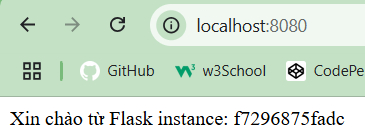 localhost:8080
GitHub
w3School
CodePe
Xin chào từ Flask instance: f7296875fadc